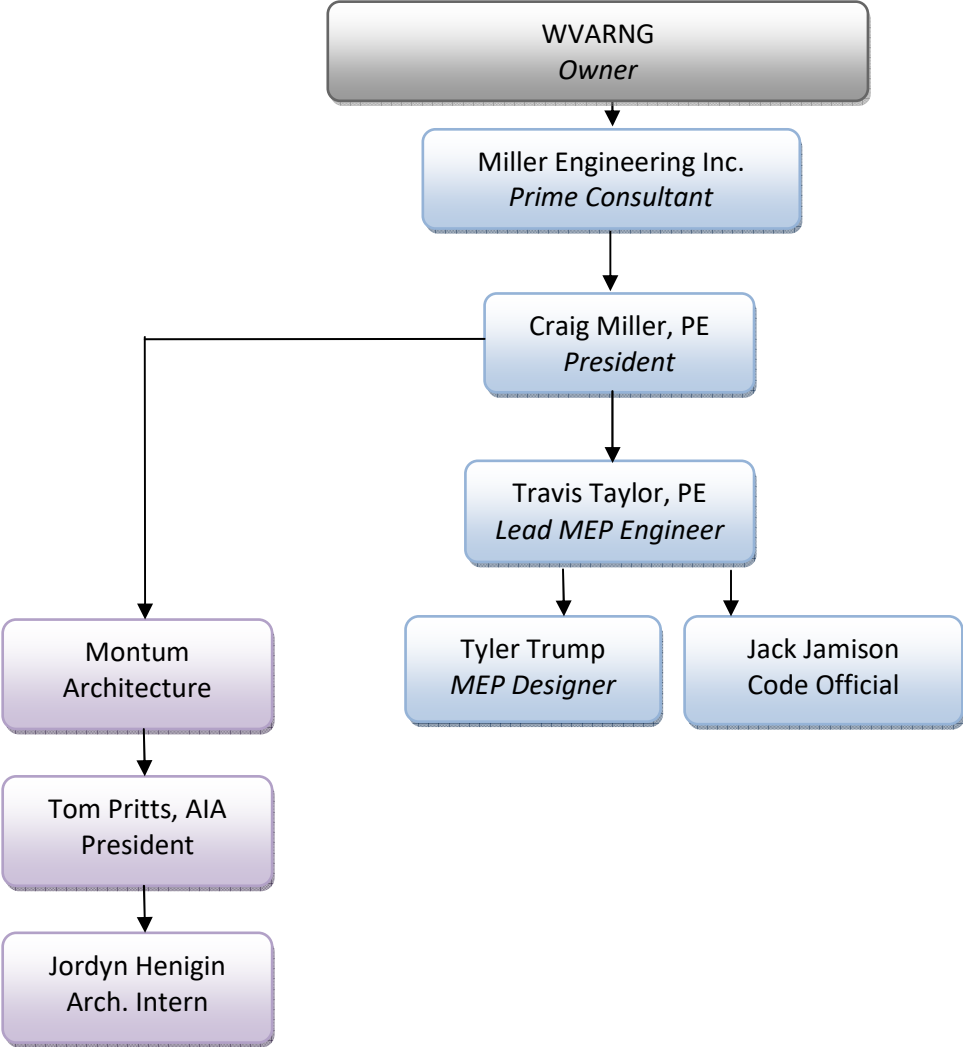 WVARNG
Owner
Miller Engineering Inc.
Prime Consultant
Craig Miller, PE
President
Travis Taylor, PE
Lead MEP Engineer
Tyler Trump
MEP Designer
Jack Jamison
Code Official
Montum
Architecture
Tom Pritts, AIA
President
Jordyn Henigin
Arch. Intern